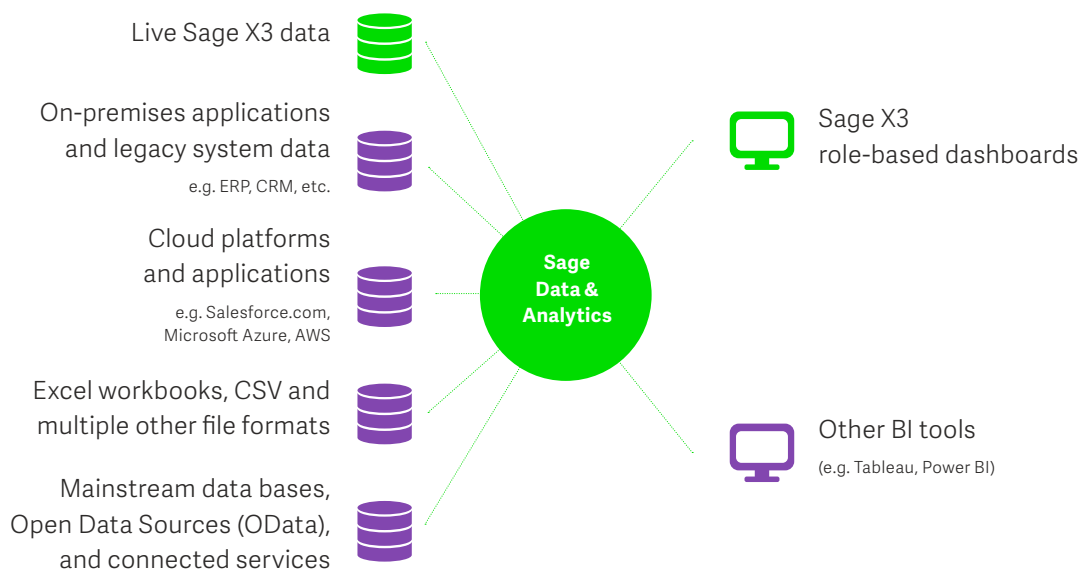 Live Sage X3 data
On-premises applications
and legacy system data
e.g. ERP, CRM, etc.
Cloud platforms
and applications
e.g. Salesforce.com,
Microsoft Azure, AWS
Excel workbooks, CSV and
multiple other file formats
Mainstream data bases,
Open Data Sources (OData),
and connected services
Sage
Data &
Analytics
Sage X3
role-based dashboards
Other BI tools
(e.g. Tableau, Power BI)